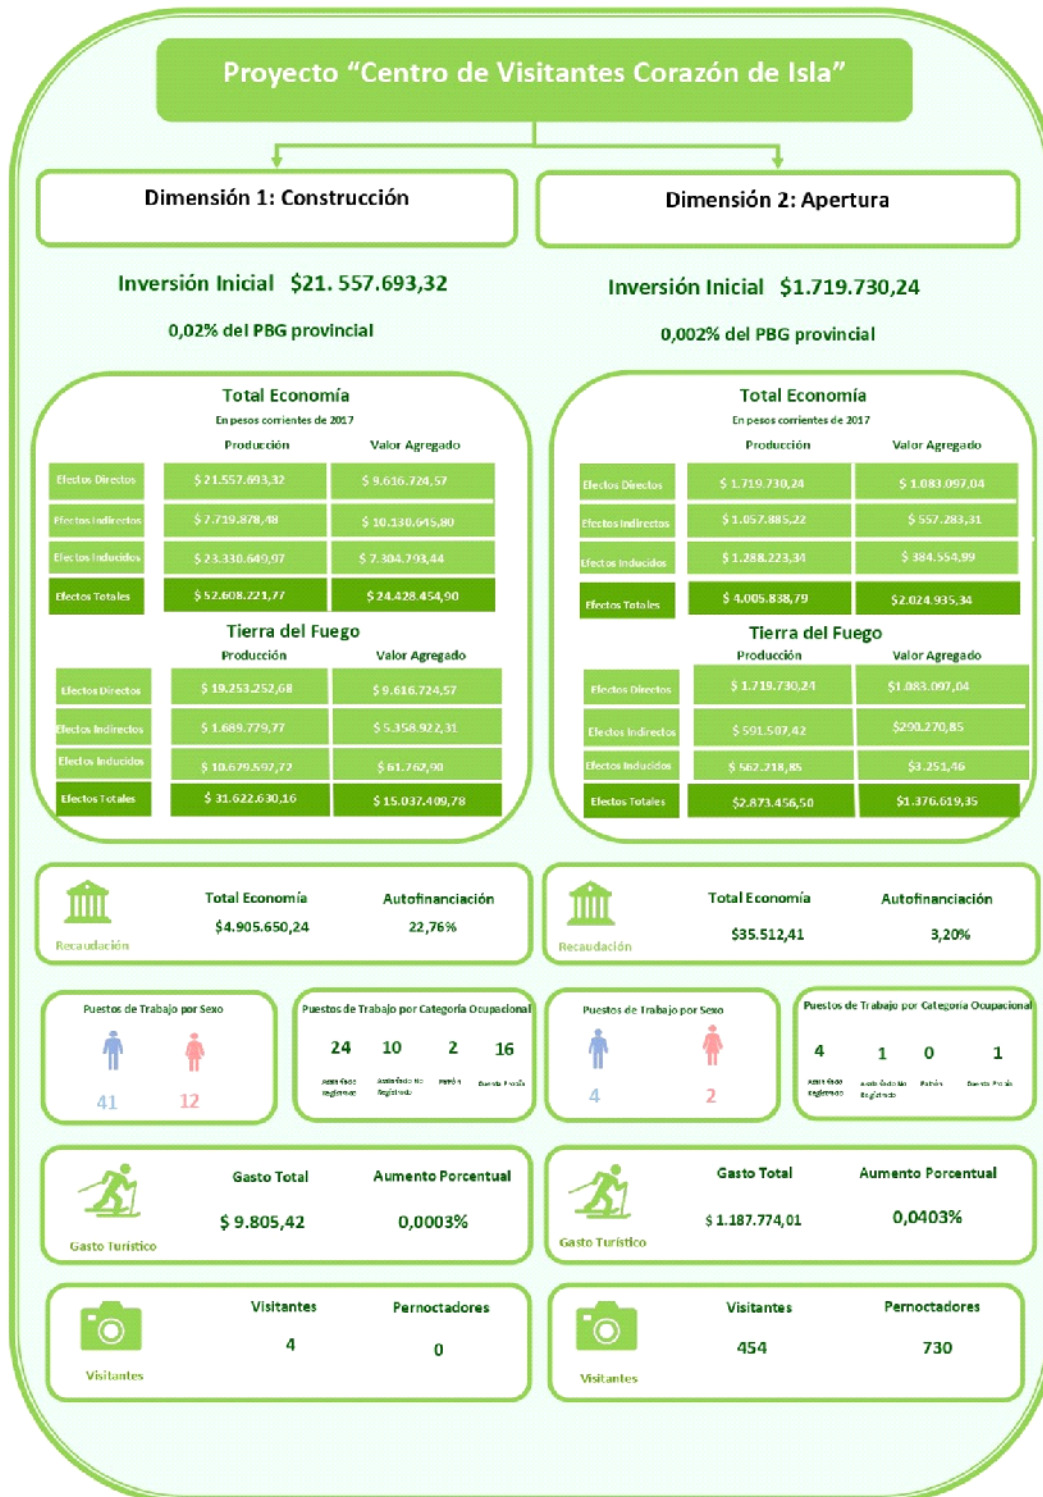 Proyecto “Centro de Visitantes Corazón de Isla”
Dimensión 1: Construcción
Dimensión 2: Apertura
Inversión Inicial $21. 557.693,32
0,02% del PBG provincial
Inversión Inicial $1.719.730,24
0,002% del PBG provincial
Total Economía
En pesos corrientes de 2017
Producción Valor Agregado
Efectos Directos $ 21.557.693,32 $ 9.616.724,57
Efectos Indirectos $ 7.719.878,48 $ 10.130.645,80
Efectos Inducidos $ 23.330.649,97 $ 7.304.793,44
Efectos Totales $ 52.608.221,77 $ 24.428.454,90
Tierra del Fuego
Producción Valor Agregado
Efectos Directos $ 19.253.252,68 $ 9.616.724,57
Efectos Indirectos $ 1.689.779,77 $ 5.358.922,31
Efectos Inducidos $ 10.679.597,72 $ 61.762,90
Efectos Totales $ 31.622.630,16 $ 15.037.409,78
Total Economía
En pesos corrientes de 2017
Producción Valor Agregado
Efectos Directos $ 1.719.730,24 $ 1.083.097,04
Efectos Indirectos $ 1.057.885,22 $ 557.283,31
Efectos Inducidos $ 1.288.223,34 $ 384.554,99
Efectos Totales $ 4.005.838,79 $2.024.935,34
Tierra del Fuego
Producción Valor Agregado
Efectos Directos $ 1.719.730,24 $1.083.097,04
Efectos Indirectos $ 591.507,42 $290.270,85
Efectos Inducidos $ 562.218,85 $3.251,46
Efectos Totales $2.873.456,50 $1.376.619,35
Recaudación
Total Economía Autofinanciación
$4.905.650,24 22,76%
Recaudación
Total Economía Autofinanciación
$35.512,41 3,20%
Puestos de Trabajo por Sexo
41 12
Puestos de Trabajo por Categoría Ocupacional
24 10 2 16
Asalariado Registrado
Asalariado No Registrado
Patrón
Cuenta Propia
Puestos de Trabajo por Sexo
4 2
Puestos de Trabajo por Categoría Ocupacional
4 1 0 1
Asalariado Registrado
Asalariado No Registrado
Patrón
Cuenta Propia
Gasto Turístico
Gasto Total Aumento Porcentual
$ 9.805,42 0,0003%
Gasto Turístico
Gasto Total Aumento Porcentual
$ 1.187.774,01 0,0403%
Visitantes
Visitantes Pernoctadores
4 0
Visitantes
Visitantes Pernoctadores
454 730